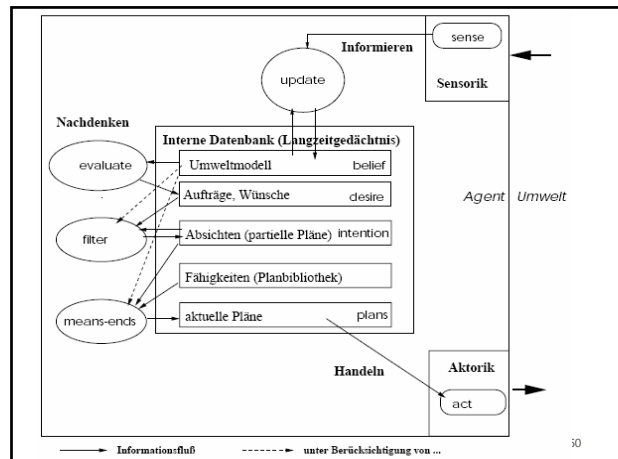 sense
Informieren
Sensorik
update
Nachdenken
Interne Datenbank (Langzeitgedächtnis)
evaluate
Umweltmodell belief
Aufträge, Wünsche desire
Agent Umwelt
filter
Absichten (partielle Pläne) intention
Fähigkeiten (Planbibliothek)
means-ends
aktuelle Pläne plans
Handeln
Aktorik
act
Informationsfluß
unter Berücksichtigung von ...